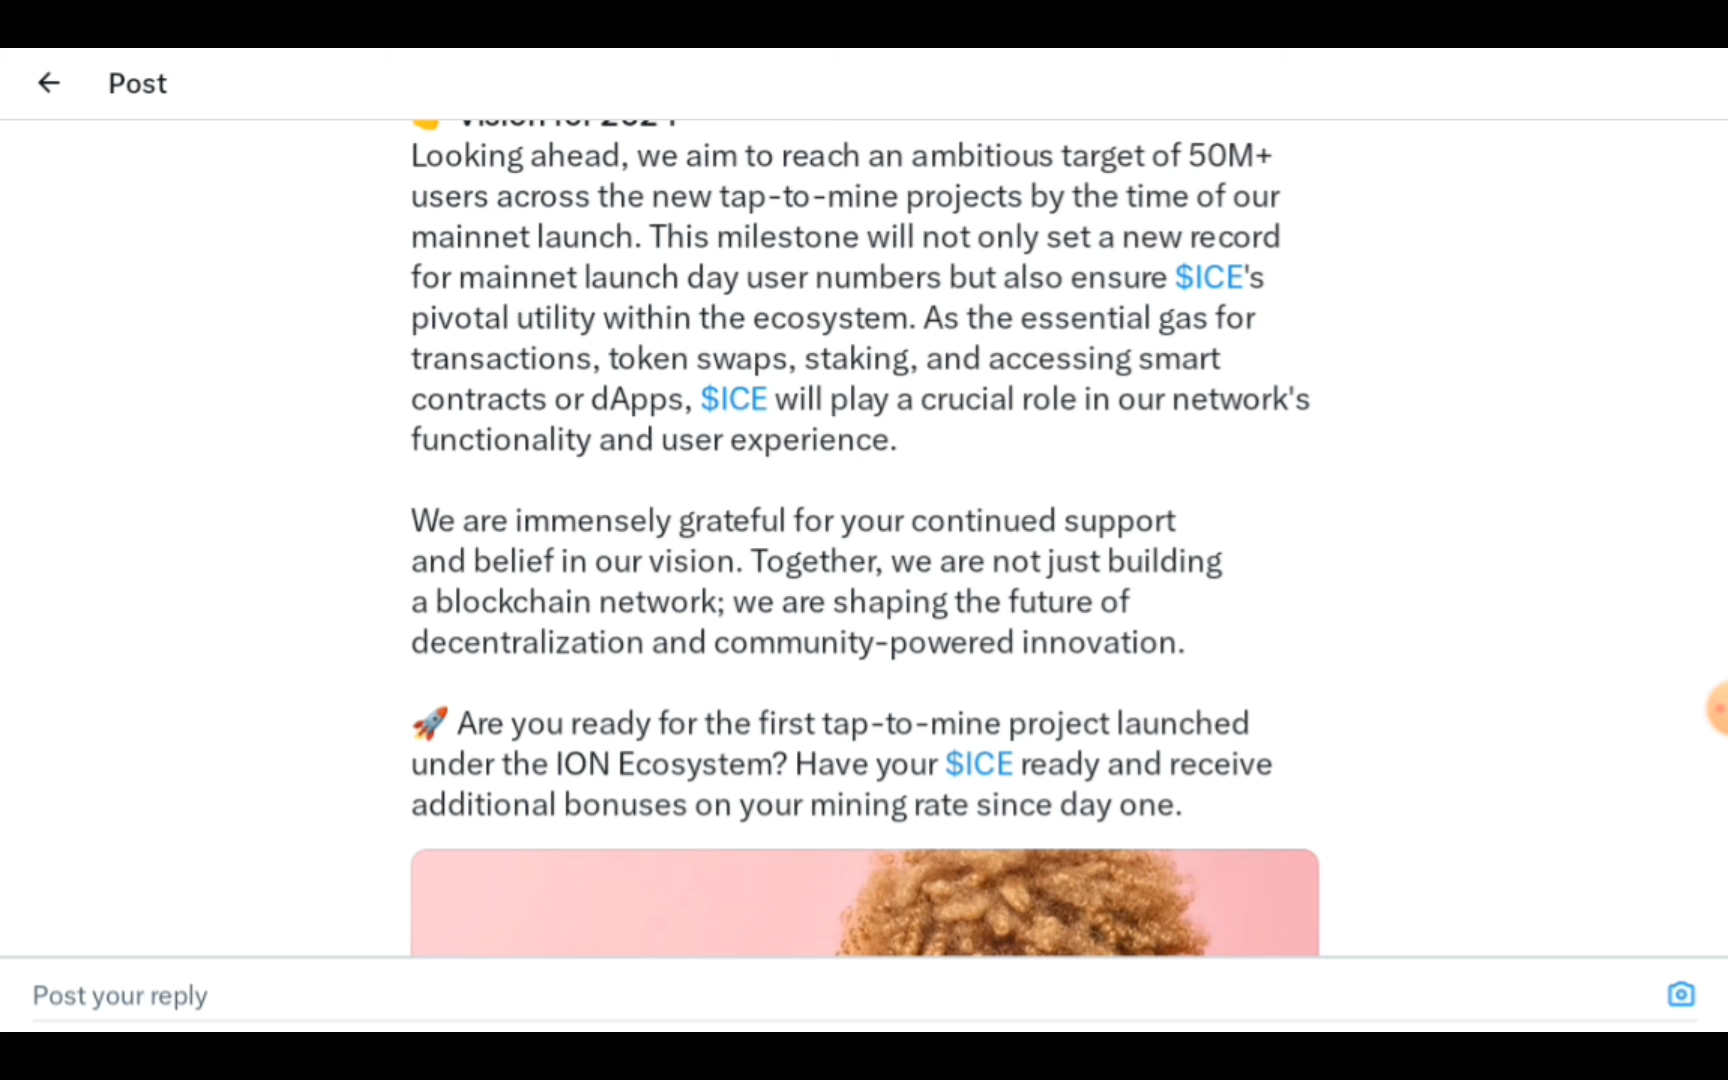 Post
Vision for 2024
Looking ahead, we aim to reach an ambitious target of 50M+
users across the new tap-to-mine projects by the time of our
mainnet launch. This milestone will not only set a new record
for mainnet launch day user numbers but also ensure $ICE's
pivotal utility within the ecosystem. As the essential gas for
transactions, token swaps, staking, and accessing smart
contracts or dApps, $ICE will play a crucial role in our network's
functionality and user experience.
We are immensely grateful for your continued support
and belief in our vision. Together, we are not just building
a blockchain network; we are shaping the future of
decentralization and community-powered innovation.
🚀 Are you ready for the first tap-to-mine project launched
under the ION Ecosystem? Have your $ICE ready and receive
additional bonuses on your mining rate since day one.
Post your reply